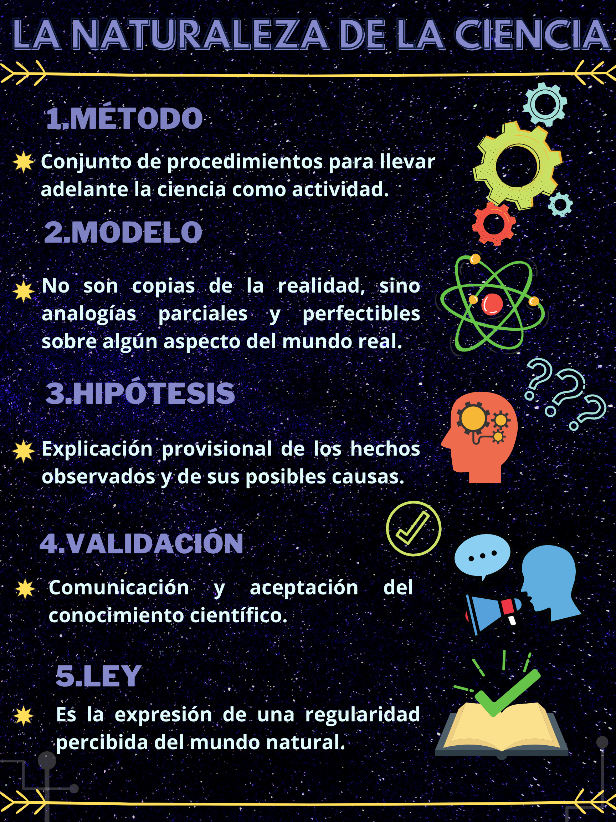 LA NATURALEZA DE LA CIENCIA
1.MÉTODO
Conjunto de procedimientos para llevar
adelante la ciencia como actividad.
2.MODELO
No son copias de la realidad, sino
analogías parciales y perfectibles
sobre algún aspecto del mundo real.
???
3.HIPÓTESIS
Explicación provisional de los hechos
observados y de sus posibles causas.
4.VALIDACIÓN
Comunicación y aceptación del
conocimiento científico.
5.LEY
Es la expresión de una regularidad
percibida del mundo natural.